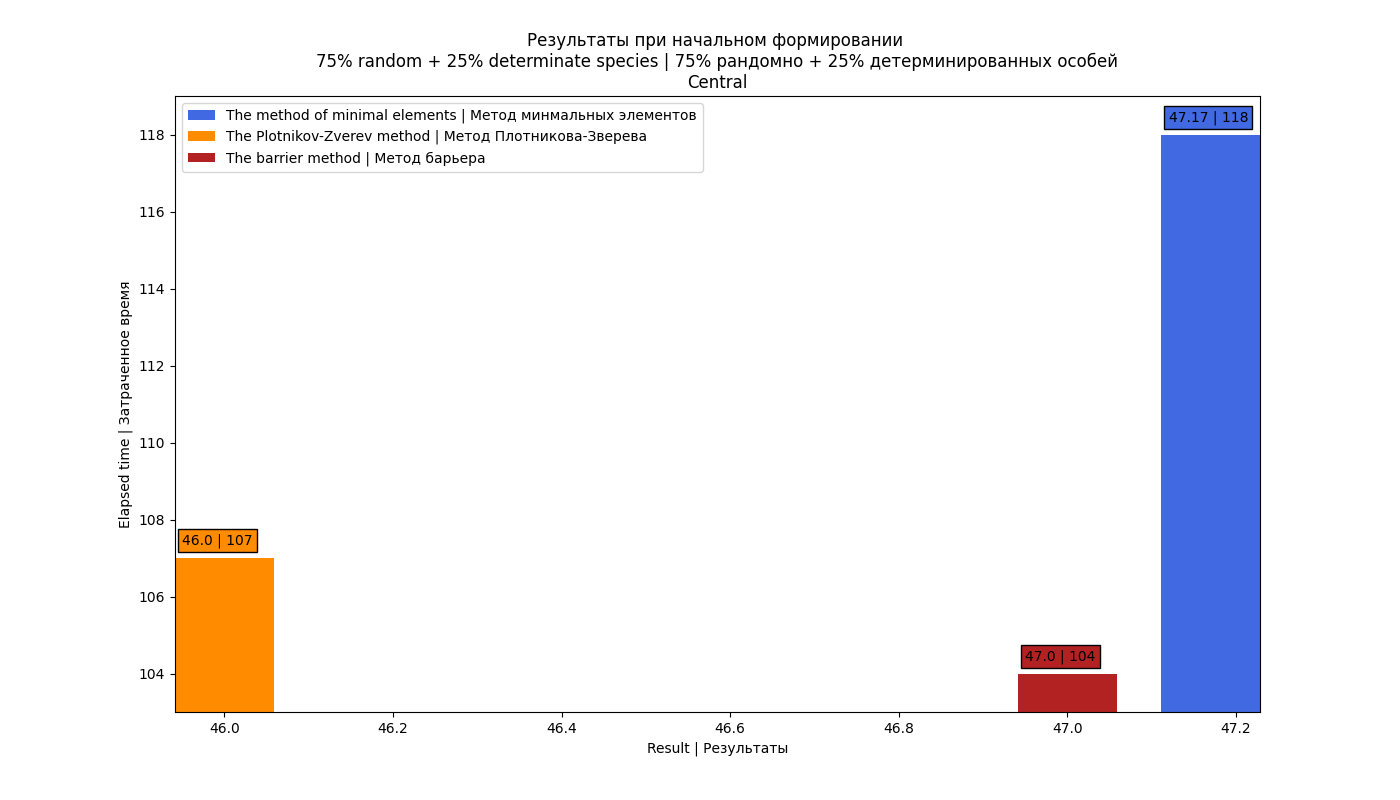 Результаты при начальном формировании
75% random + 25% determinate species | 75% рандомно + 25% детерминированных особей
Central
The method of minimal elements | Метод минмальных элементов
The Plotnikov-Zverev method | Метод Плотникова-Зверева
The barrier method | Метод барьера
47.17 | 118
46.0 | 107
47.0 | 104
Elapsed time | Затраченное время
118
116
114
112
110
108
106
104
46.0
46.2
46.4
46.6
46.8
47.0
47.2
Result | Результаты